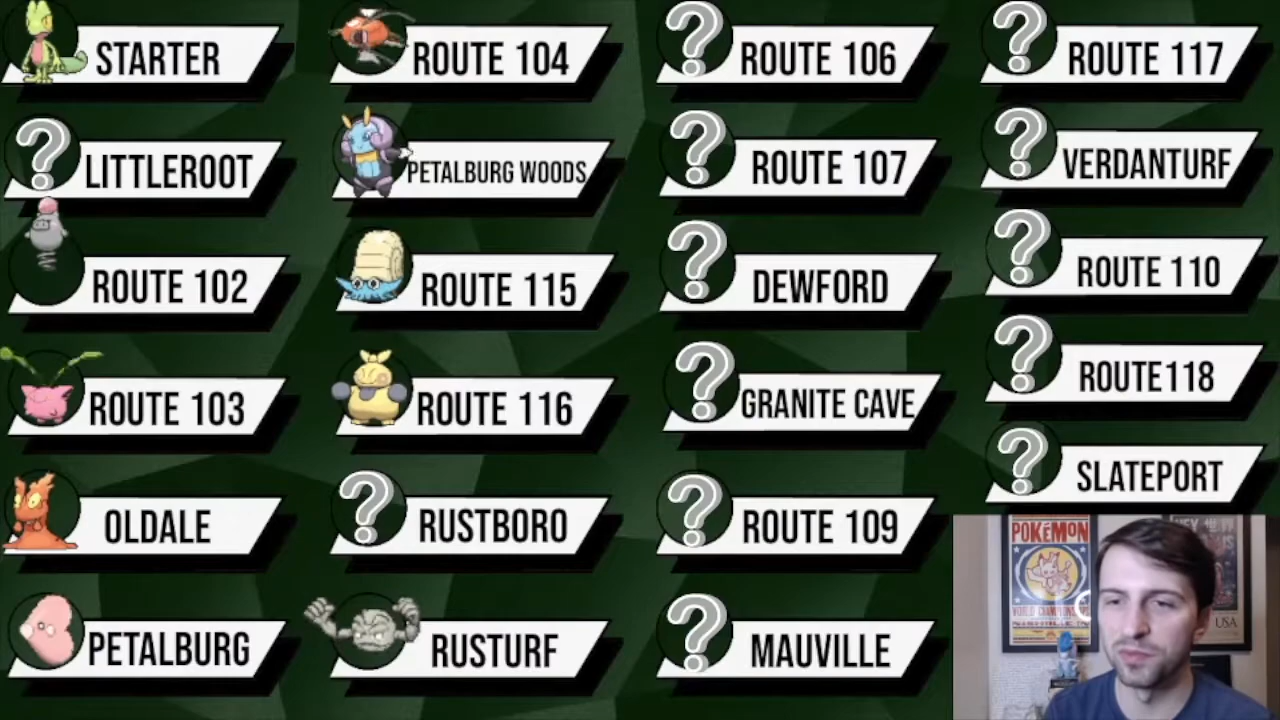 STARTER
LITTLEROOT
ROUTE 102
ROUTE 103
OLDALE
PETALBURG
ROUTE 104
PETALBURG WOODS
ROUTE 115
ROUTE 116
RUSTBORO
RUSTURF
ROUTE 106
ROUTE 107
DEWFORD
GRANITE CAVE
ROUTE 109
MAUVILLE
ROUTE 117
VERDANTURF
ROUTE 110
ROUTE118
SLATEPORT
POKÉMON
USA